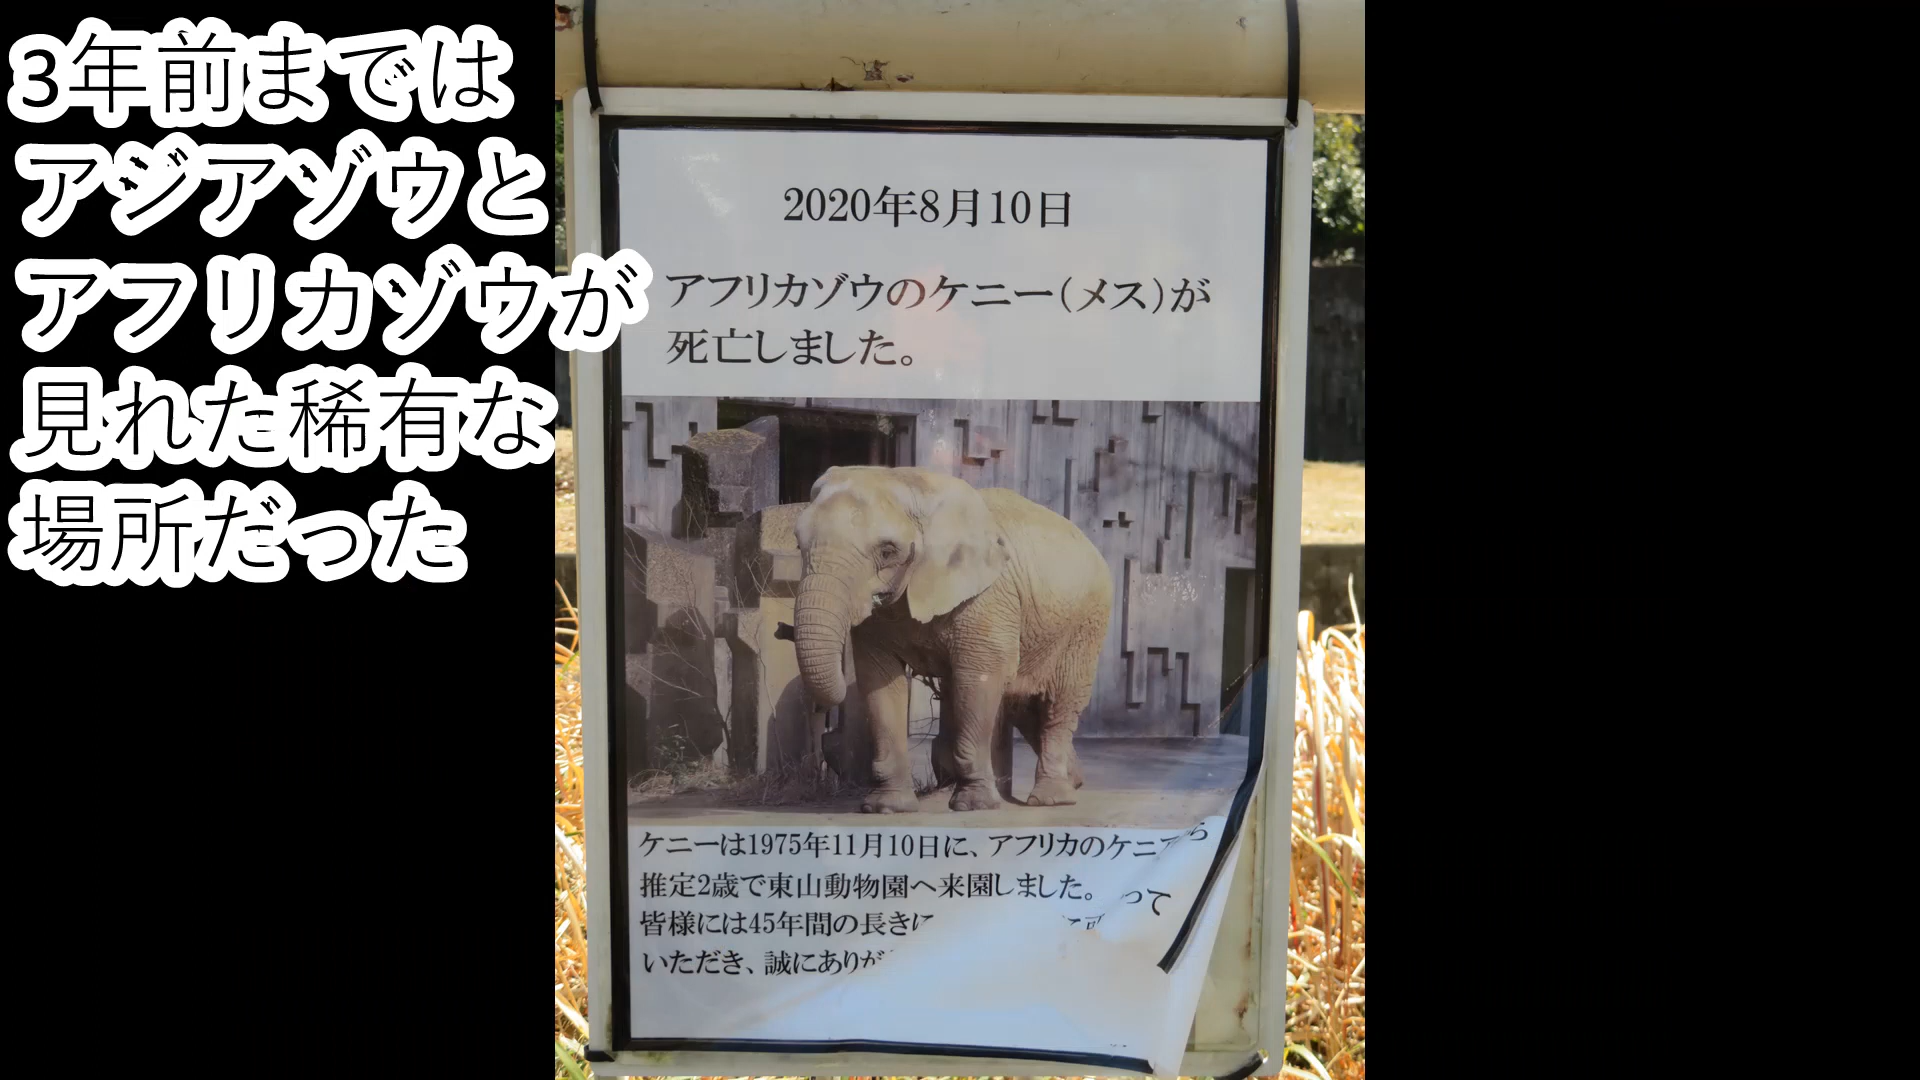 3年前までは
アジアゾウと
アフリカゾウが
見れた稀有な
場所だった
2020年8月10日
アフリカゾウのケニー(メス)が
死亡しました。
ケニーは1975年11月10日に、アフリカのケニアから
推定2歳で東山動物園へ来園しました。
皆様には45年間の長きに
いただき、誠にありが